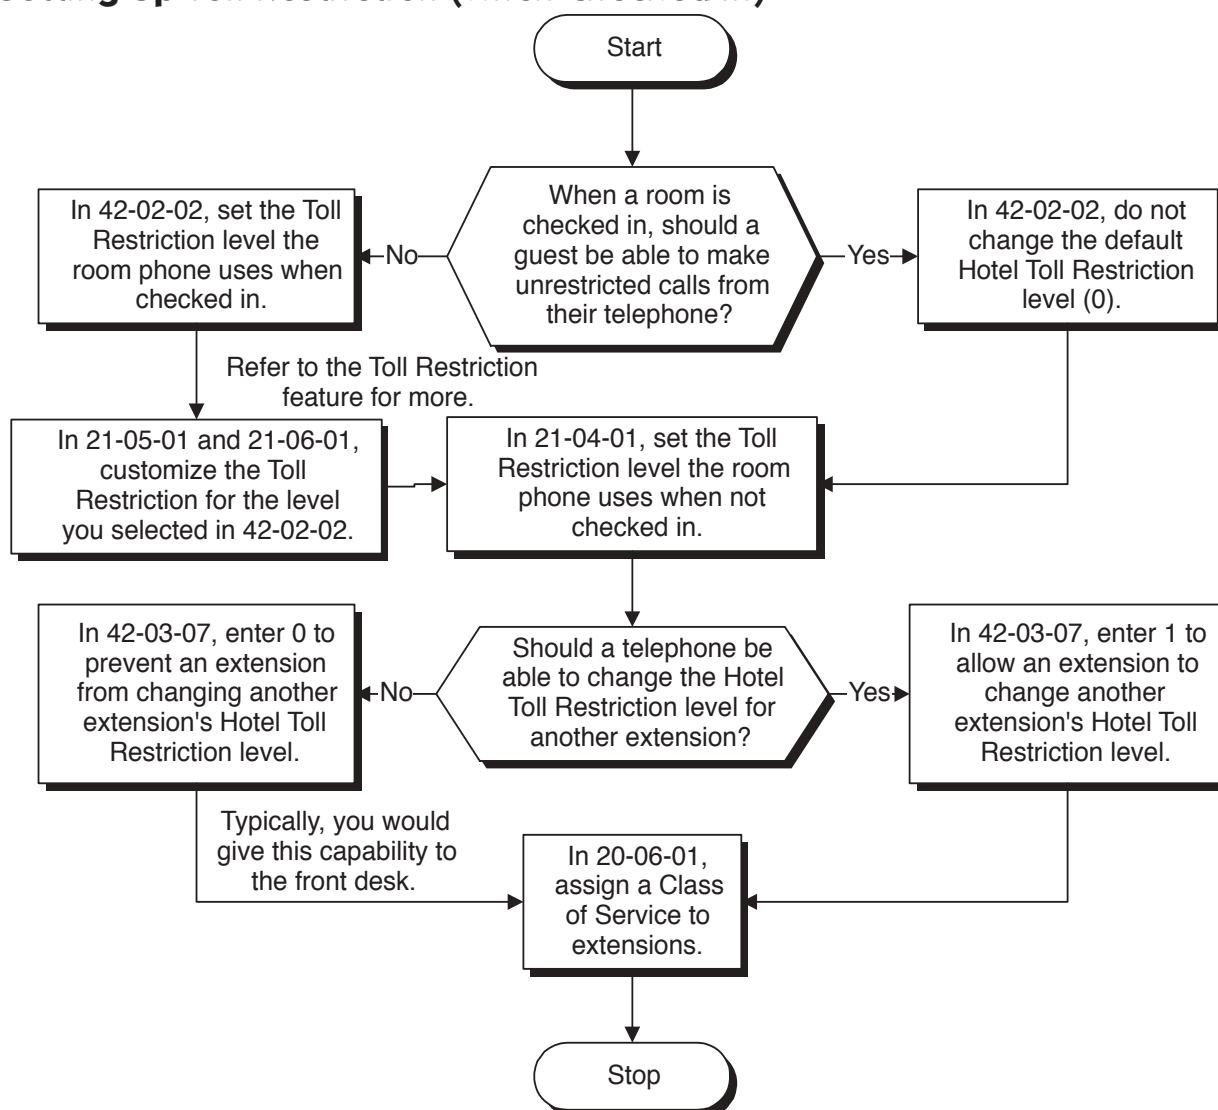 Setting Up Toll Restriction (When Checked In)
Start
When a room is
checked in, should a
guest be able to make
unrestricted calls from
their telephone?
No
Yes
In 42-02-02, set the Toll
Restriction level the
room phone uses when
checked in.
In 42-02-02, do not
change the default
Hotel Toll Restriction
level (0).
Refer to the Toll Restriction
feature for more.
In 21-05-01 and 21-06-01,
customize the Toll
Restriction for the level
you selected in 42-02-02.
In 21-04-01, set the Toll
Restriction level the room
phone uses when not
checked in.
Should a telephone be
able to change the Hotel
Toll Restriction level for
another extension?
No
Yes
In 42-03-07, enter 0 to
prevent an extension
from changing another
extension's Hotel Toll
Restriction level.
In 42-03-07, enter 1 to
allow an extension to
change another
extension's Hotel Toll
Restriction level.
Typically, you would
give this capability to
the front desk.
In 20-06-01,
assign a Class
of Service to
extensions.
Stop